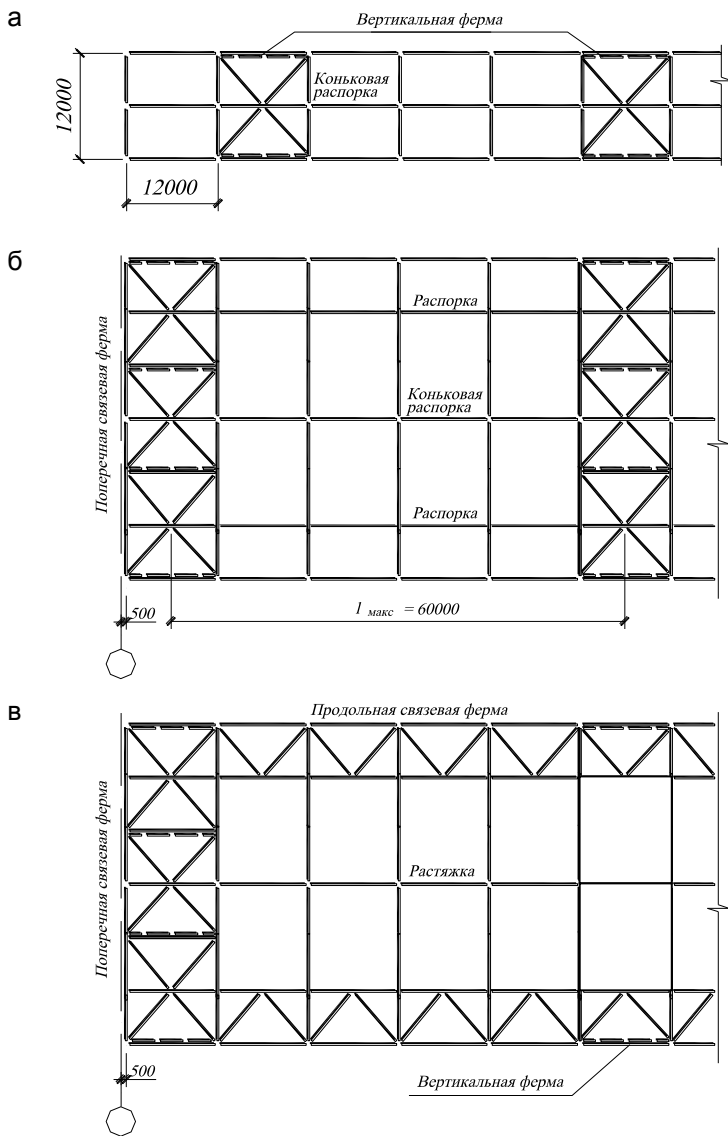 а
Вертикальная ферма
Коньковая
распорка
12000
12000
б
Поперечная связевая ферма
Распорка
Коньковая
распорка
Распорка
500
l макс = 60000
в
Продольная связевая ферма
Поперечная связевая ферма
Растяжка
500
Вертикальная ферма